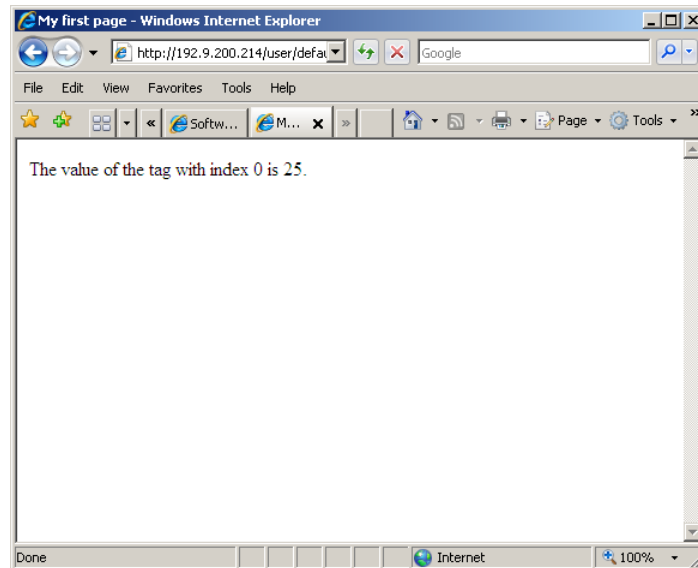 My first page - Windows Internet Explorer
http://192.9.200.214/user/defau
Google
File Edit View Favorites Tools Help
« Softw... M... x » Page Tools »
The value of the tag with index 0 is 25.
Done Internet 100%